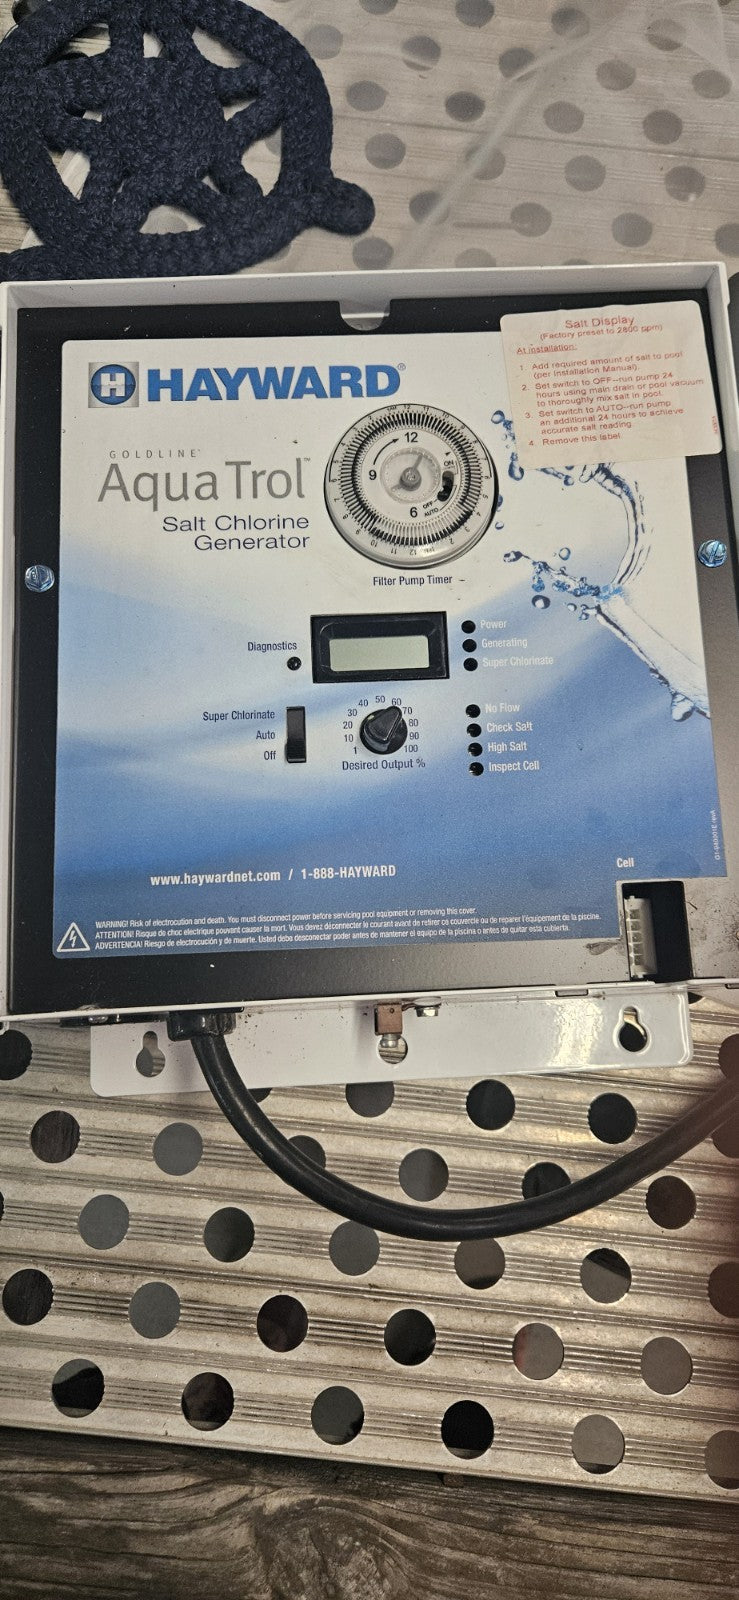 Salt Display
(Factory preset to 2800 ppm)
At installation:
1. Add required amount of salt to pool
(per Installation Manual).
2. Set switch to OFF--run pump 24
hours using main drain or pool vacuum
to thoroughly mix salt in pool.
3. Set switch to AUTO--run pump
an additional 24 hours to achieve
accurate salt reading.
4. Remove this label
H HAYWARD®
GOLDLINE™
AquaTrol™
Salt Chlorine
Generator
12
9
6
ON
OFF
AUTO
Filter Pump Timer
Diagnostics
Power
Generating
Super Chlorinate
Super Chlorinate
Auto
Off
1 10 20 30 40 50 60 70 80 90 100
Desired Output %
No Flow
Check Salt
High Salt
Inspect Cell
www.haywardnet.com / 1-888-HAYWARD
Cell
WARNING! Risk of electrocution and death. You must disconnect power before servicing pool equipment or removing this cover.
ATTENTION! Risque de choc electrique pouvant causer la mort. Vous devez déconnecter le courant avant de retirer ce couvercle ou de réparer l'équipement de la piscine.
ADVERTENCIA! Riesgo de electrocución y de muerte. Usted debe desconectar poder antes de mantener el equipo de la piscina o antes de quitar esta cubierta.